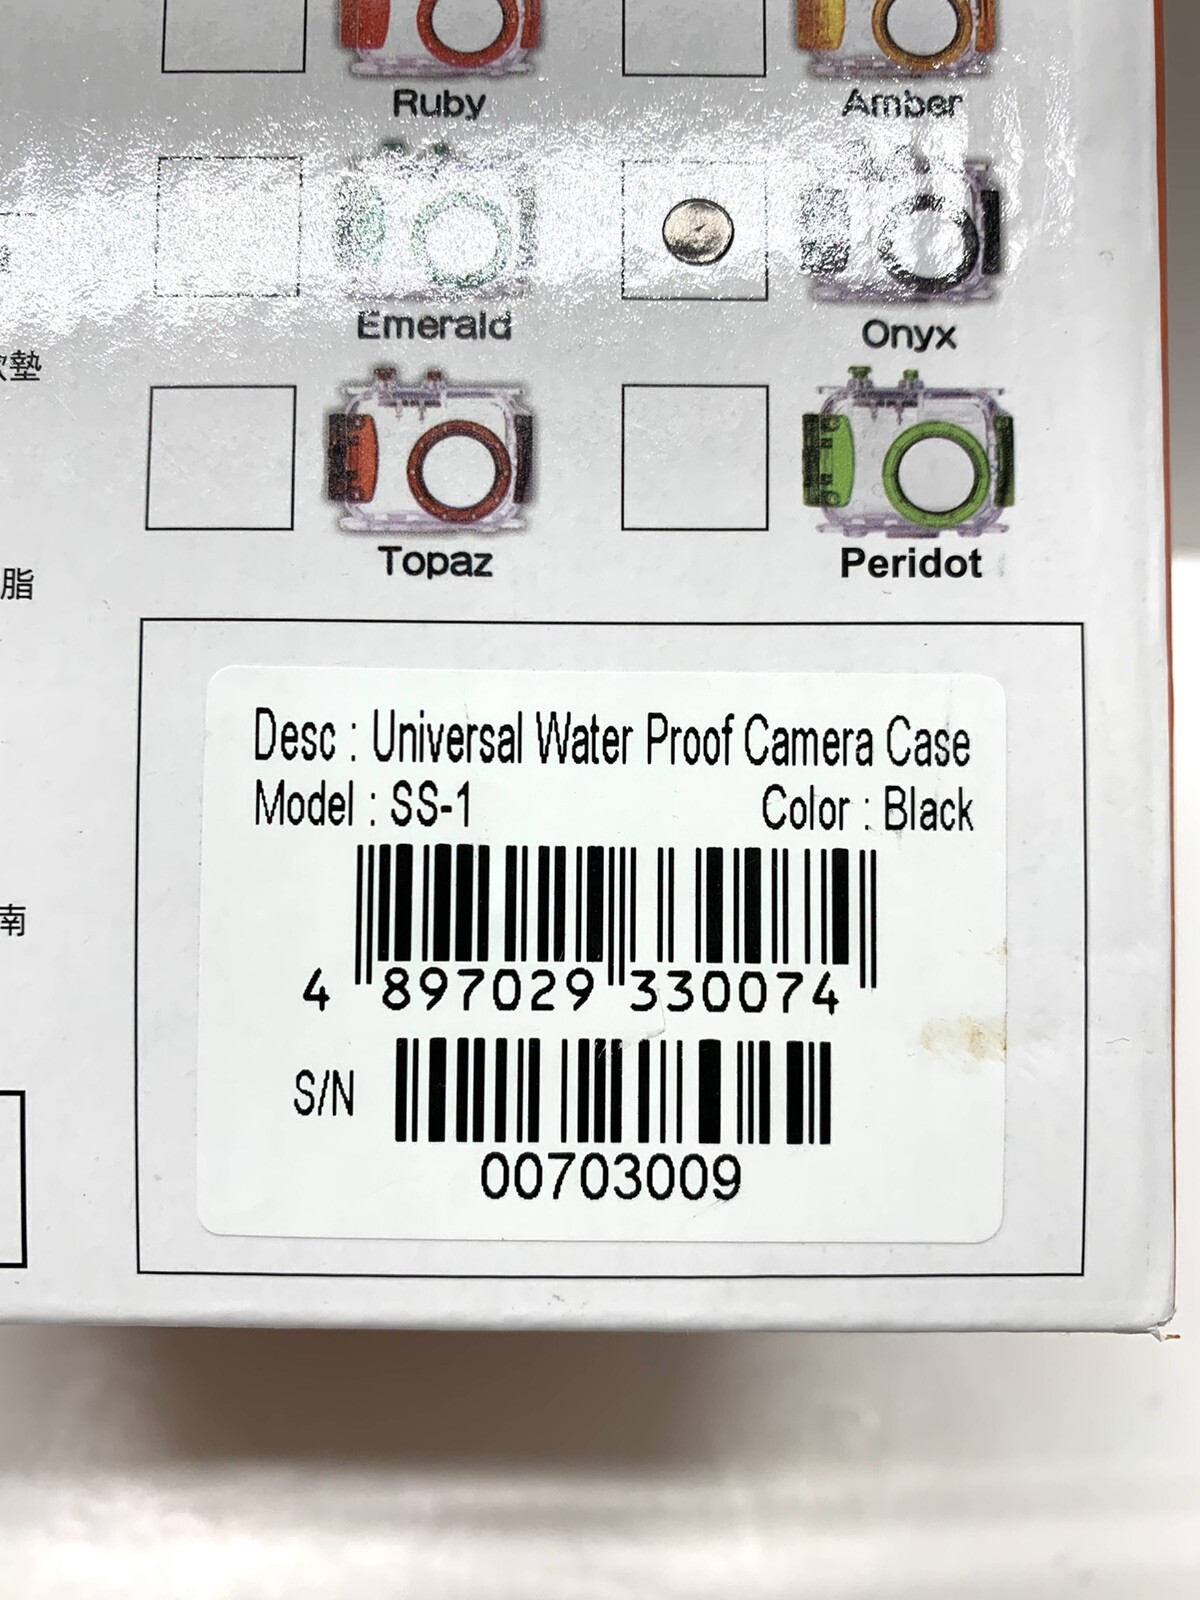 Ruby
Amber
Emerald
Onyx
墊
Topaz
Peridot
脂
Desc : Universal Water Proof Camera Case
Model : SS-1
Color : Black
南
4 897029 330074
S/N
00703009